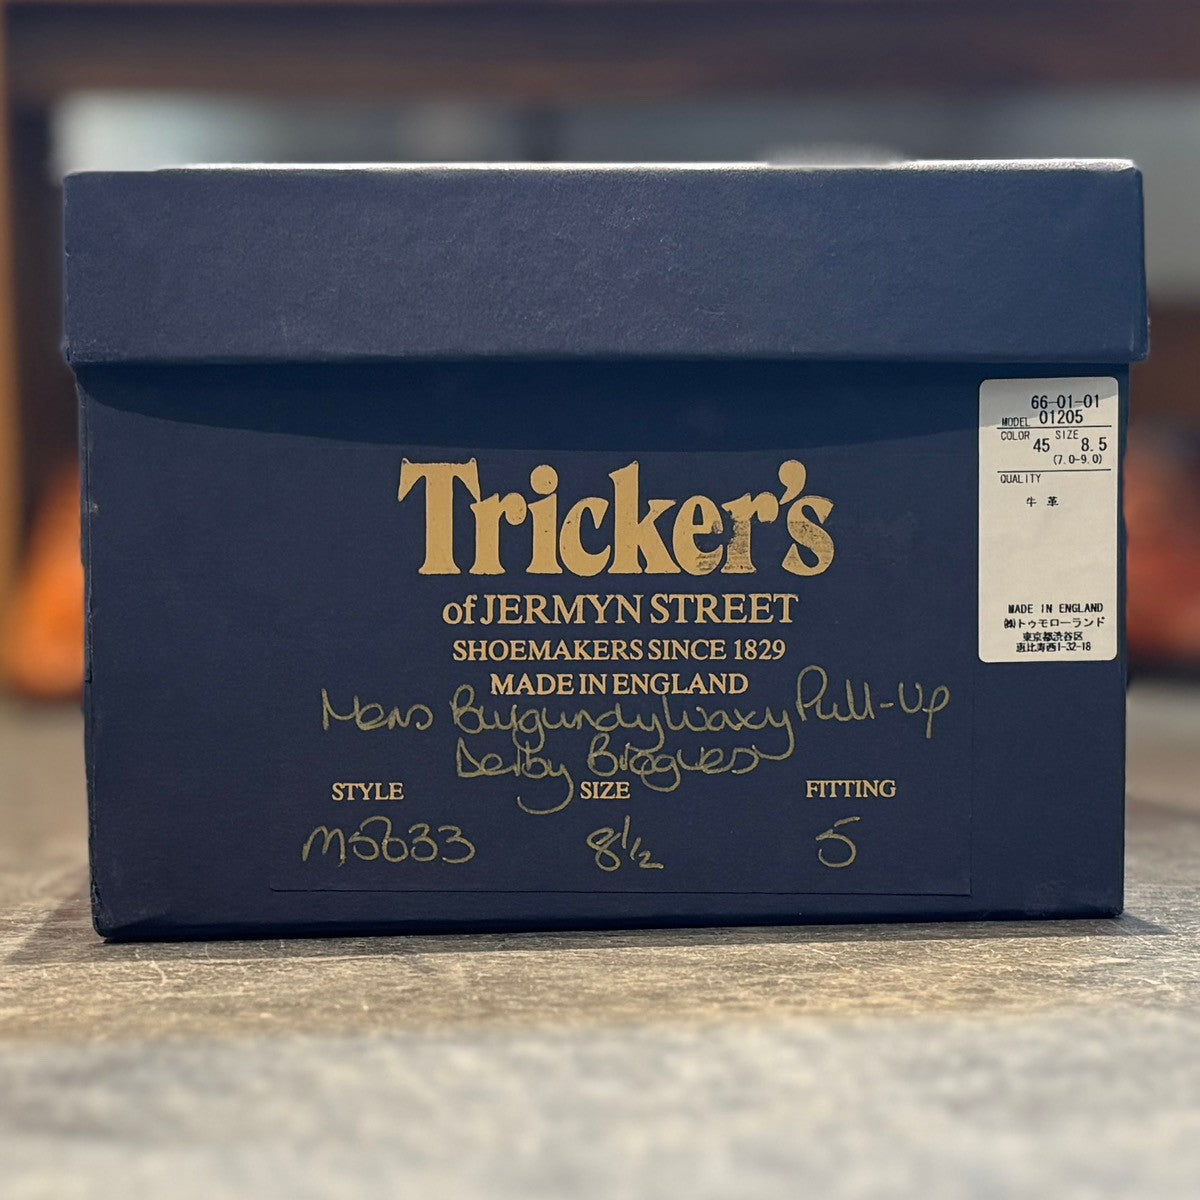 Tricker's
of JERMYN STREET
SHOEMAKERS SINCE 1829
MADE IN ENGLAND
Mens Burgundy Waxy Pull-Up
Derby Brogues
STYLE SIZE FITTING
M5633 8½ 5
66-01-01
MODEL 01205
COLOR 45 SIZE 8.5
(7.0-9.0)
QUALITY
牛 革
MADE IN ENGLAND
㈱トゥモローランド
東京都渋谷区
恵比寿西1-32-18